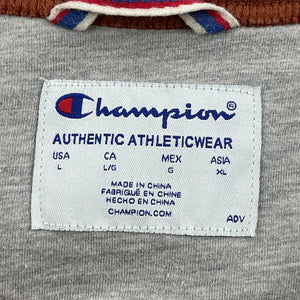 Champion®
AUTHENTIC ATHLETICWEAR
USA CA MEX ASIA
L L/G G XL
MADE IN CHINA
FABRIQUÉ EN CHINE
HECHO EN CHINA
CHAMPION.COM ADV